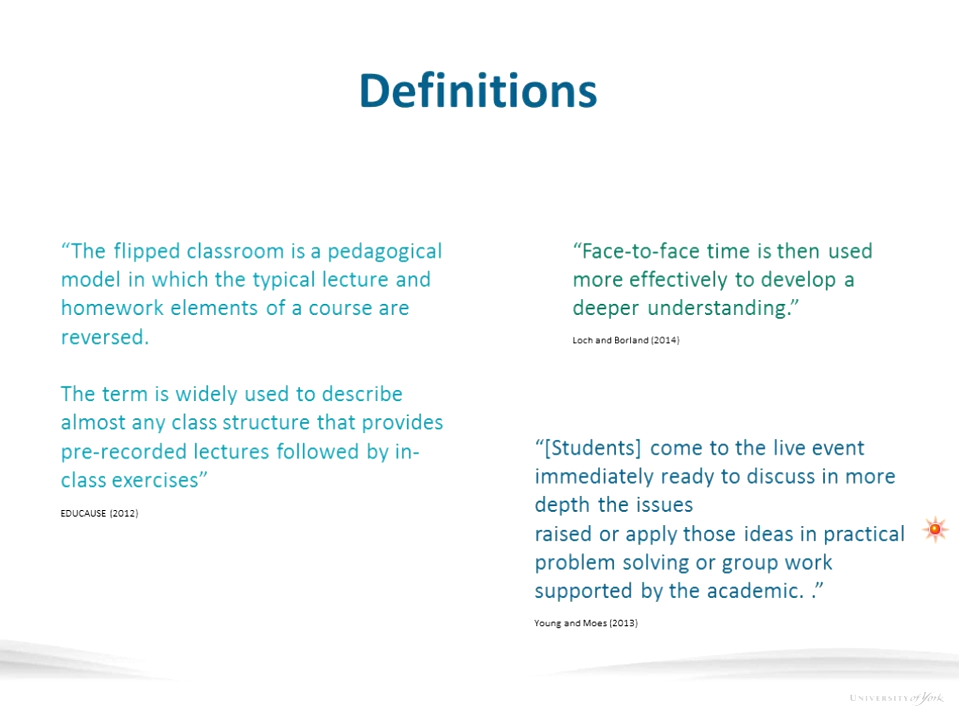 Definitions
“The flipped classroom is a pedagogical
model in which the typical lecture and
homework elements of a course are
reversed.
The term is widely used to describe
almost any class structure that provides
pre-recorded lectures followed by in-
class exercises”
EDUCAUSE (2012)
“Face-to-face time is then used
more effectively to develop a
deeper understanding.”
Loch and Borland (2014)
“[Students] come to the live event
immediately ready to discuss in more
depth the issues
raised or apply those ideas in practical
problem solving or group work
supported by the academic. .”
Young and Moes (2013)
UNIVERSITY of York